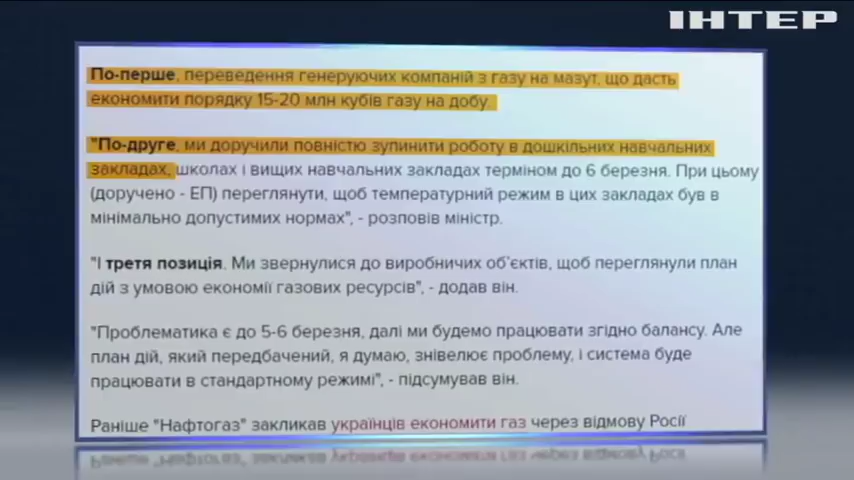 ІНТЕР
По-перше, переведення генеруючих компаній з газу на мазут, що дасть
економити порядку 15-20 млн кубів газу на добу.
"По-друге, ми доручили повністю зупинити роботу в дошкільних навчальних
закладах, школах і вищих навчальних закладах терміном до 6 березня. При цьому
(доручено - ЕП) переглянути, щоб температурний режим в цих закладах був в
мінімально допустимих нормах", - розповів міністр.
"І третя позиція. Ми звернулися до виробничих об'єктів, щоб переглянули план
дій з умовою економії газових ресурсів", - додав він.
"Проблематика є до 5-6 березня, далі ми будемо працювати згідно балансу. Але
план дій, який передбачений, я думаю, знівелює проблему, і система буде
працювати в стандартному режимі", - підсумував він.
Раніше "Нафтогаз" закликав українців економити газ через відмову Росії